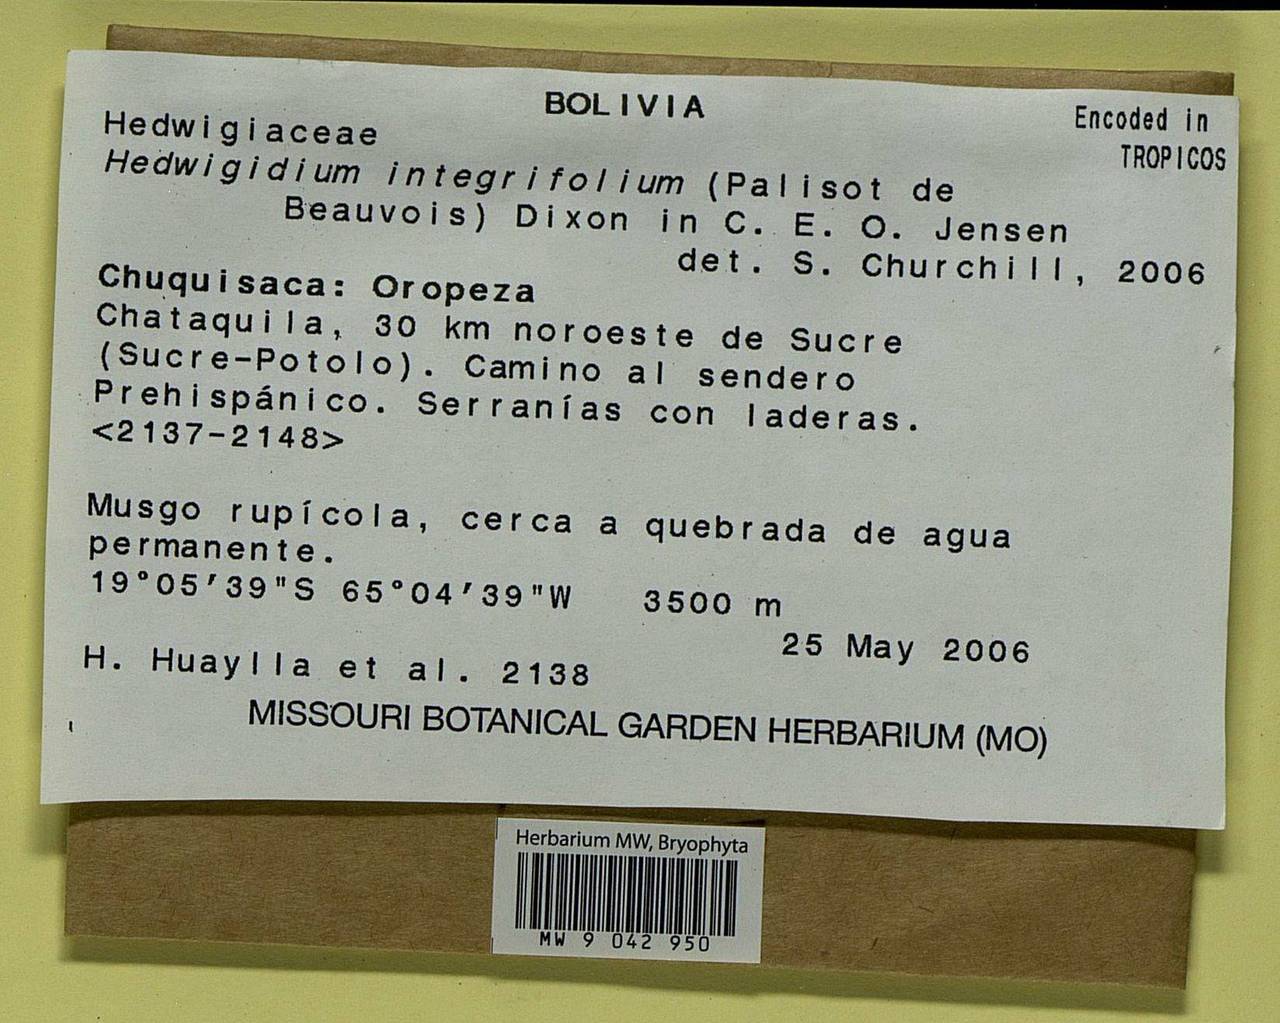 BOLIVIA
Encoded in
TROPICOS
Hedwigiaceae
Hedwigidium integrifolium (Palisot de
Beauvois) Dixon in C. E. O. Jensen
det. S. Churchill, 2006
Chuquisaca: Oropeza
Chataquila, 30 km noroeste de Sucre
(Sucre-Potolo). Camino al sendero
Prehispánico. Serranías con laderas.
<2137-2148>
Musgo rupícola, cerca a quebrada de agua
permanente.
19°05'39"S 65°04'39"W 3500 m
25 May 2006
H. Huaylla et al. 2138
MISSOURI BOTANICAL GARDEN HERBARIUM (MO)
Herbarium MW, Bryophyta
MW 9 042 950